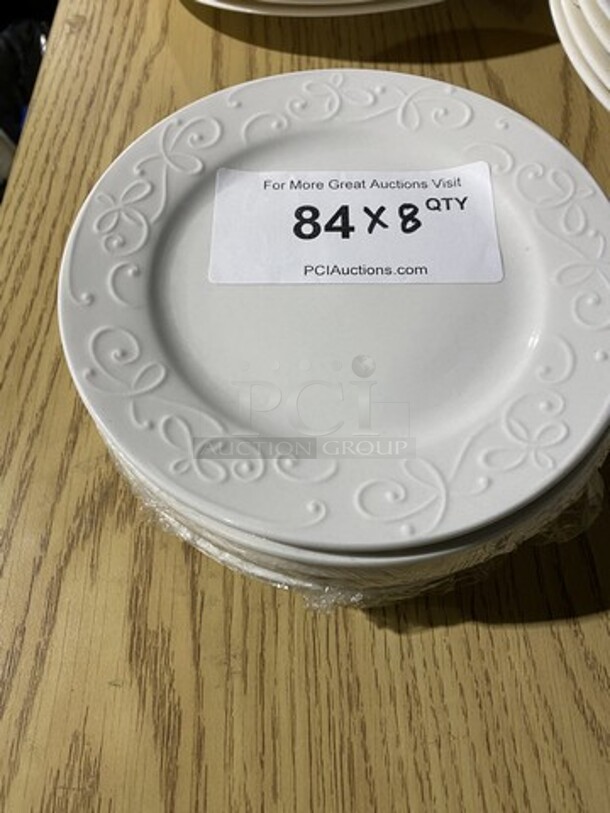 For More Great Auctions Visit
84 x 8 QTY
PCIAuctions.com
PCI
AUCTION GROUP